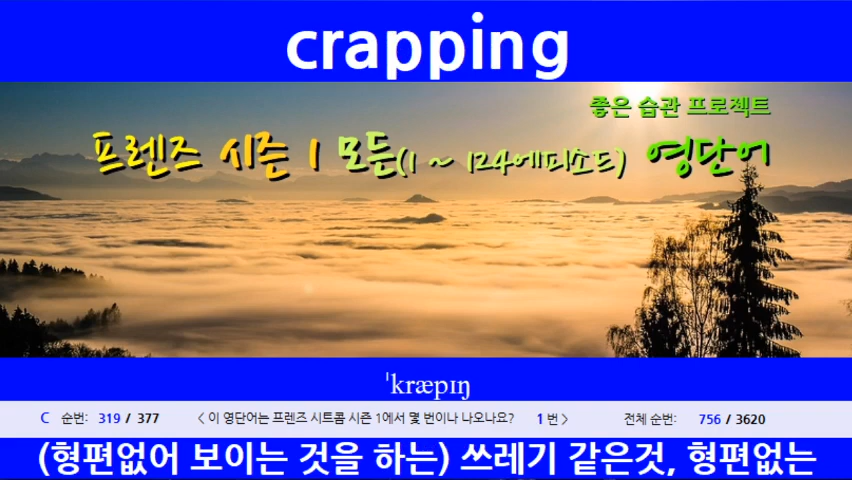 crapping
좋은 습관 프로젝트
프렌즈 시즌 1 모든(1 ~ 124에피소드) 영단어
ˈkræpɪŋ
C 순번: 319 / 377 < 이 영단어는 프렌즈 시트콤 시즌 1에서 몇 번이나 나오나요? 1 번 > 전체 순번: 756 / 3620
(형편없어 보이는 것을 하는) 쓰레기 같은것, 형편없는